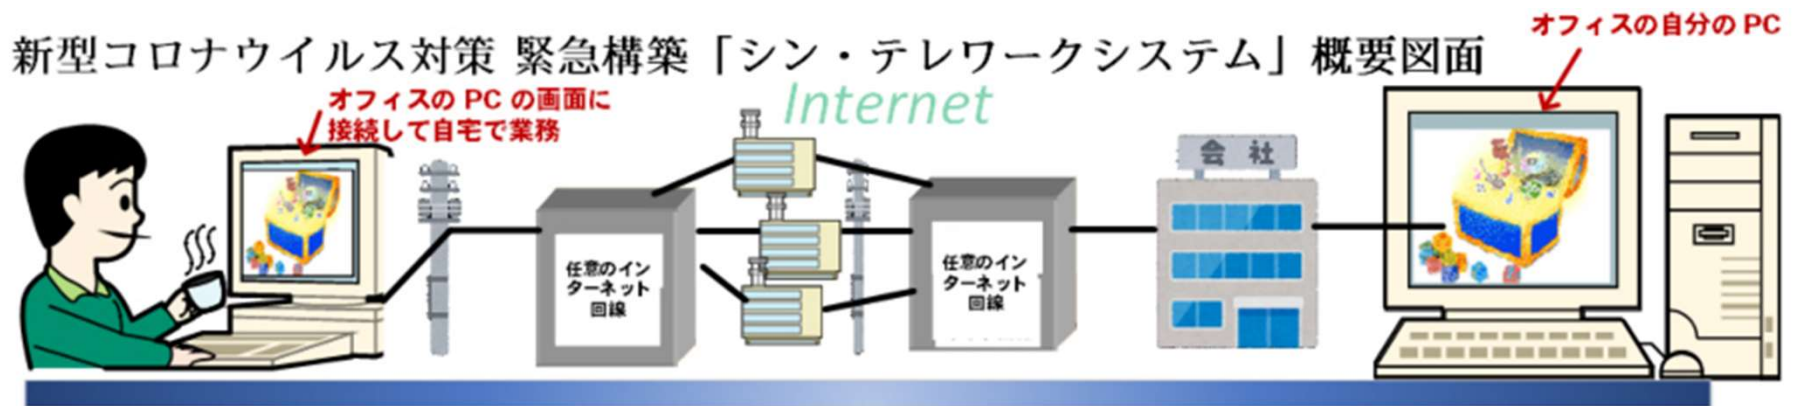 オフィスの自分の PC
新型コロナウイルス対策 緊急構築「シン・テレワークシステム」概要図面
オフィスの PC の画面に
接続して自宅で業務
Internet
会 社
任意のイン
ターネット
回線
任意のイン
ターネット
回線